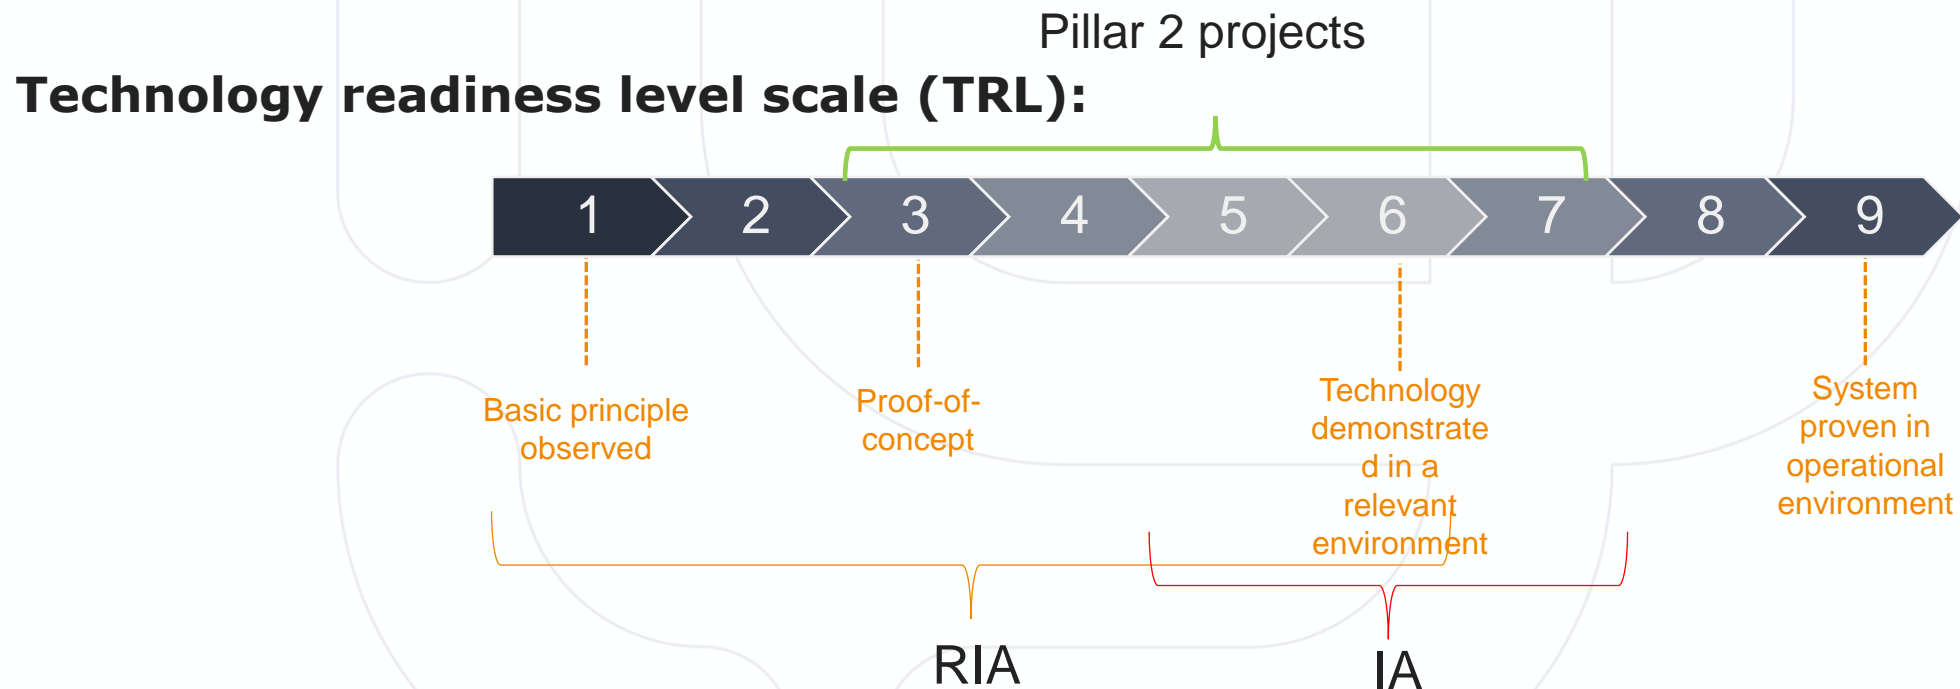 Pillar 2 projects
Technology readiness level scale (TRL):
1 2 3 4 5 6 7 8 9
Basic principle
observed
Proof-of-
concept
Technology
demonstrate
d in a
relevant
environment
System
proven in
operational
environment
RIA
IA